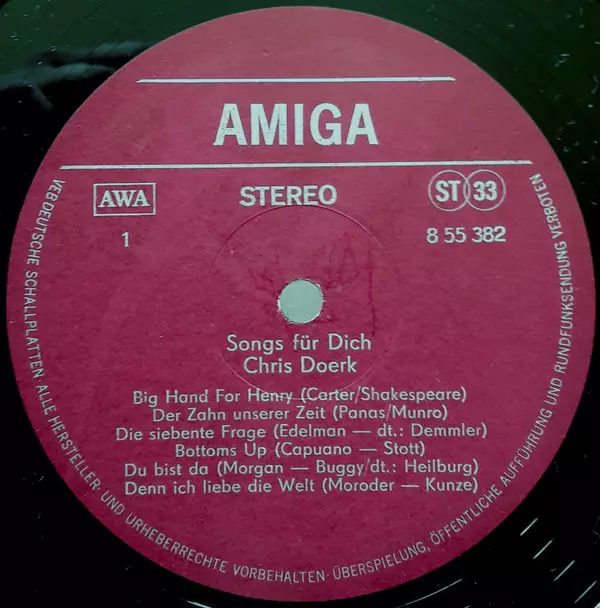 AMIGA
AWA
STEREO
ST 33
1
8 55 382
Songs für Dich
Chris Doerk
Big Hand For Henry (Carter/Shakespeare)
Der Zahn unserer Zeit (Panas/Munro)
Die siebente Frage (Edelman — dt.: Demmler)
Bottoms Up (Capuano — Stott)
Du bist da (Morgan — Buggy/dt.: Heilburg)
Denn ich liebe die Welt (Moroder — Kunze)
VEB DEUTSCHE SCHALLPLATTEN · ALLE HERSTELLER- UND URHEBERRECHTE VORBEHALTEN · ÜBERSPIELUNG, ÖFFENTLICHE AUFFÜHRUNG UND RUNDFUNKSENDUNG VERBOTEN